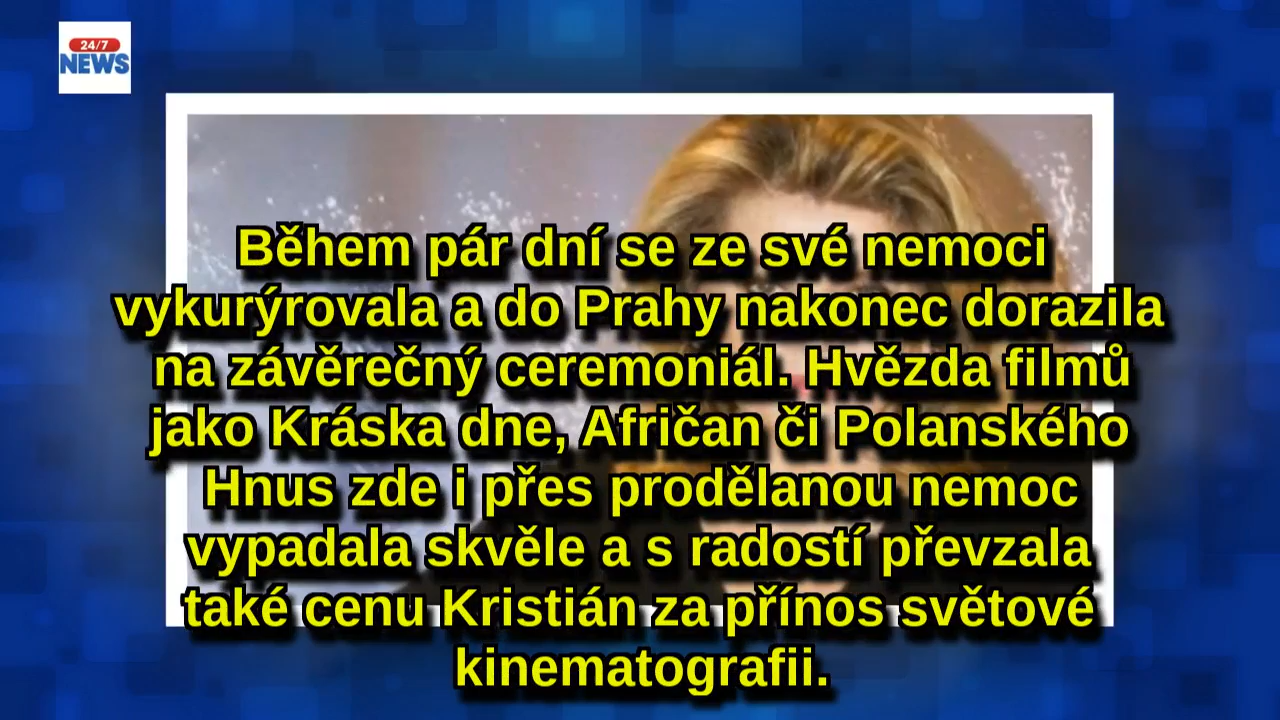 24/7
NEWS
Během pár dní se ze své nemoci
vykurýrovala a do Prahy nakonec dorazila
na závěrečný ceremoniál. Hvězda filmů
jako Kráska dne, Afričan či Polanského
Hnus zde i přes prodělanou nemoc
vypadala skvěle a s radostí převzala
také cenu Kristián za přínos světové
kinematografii.